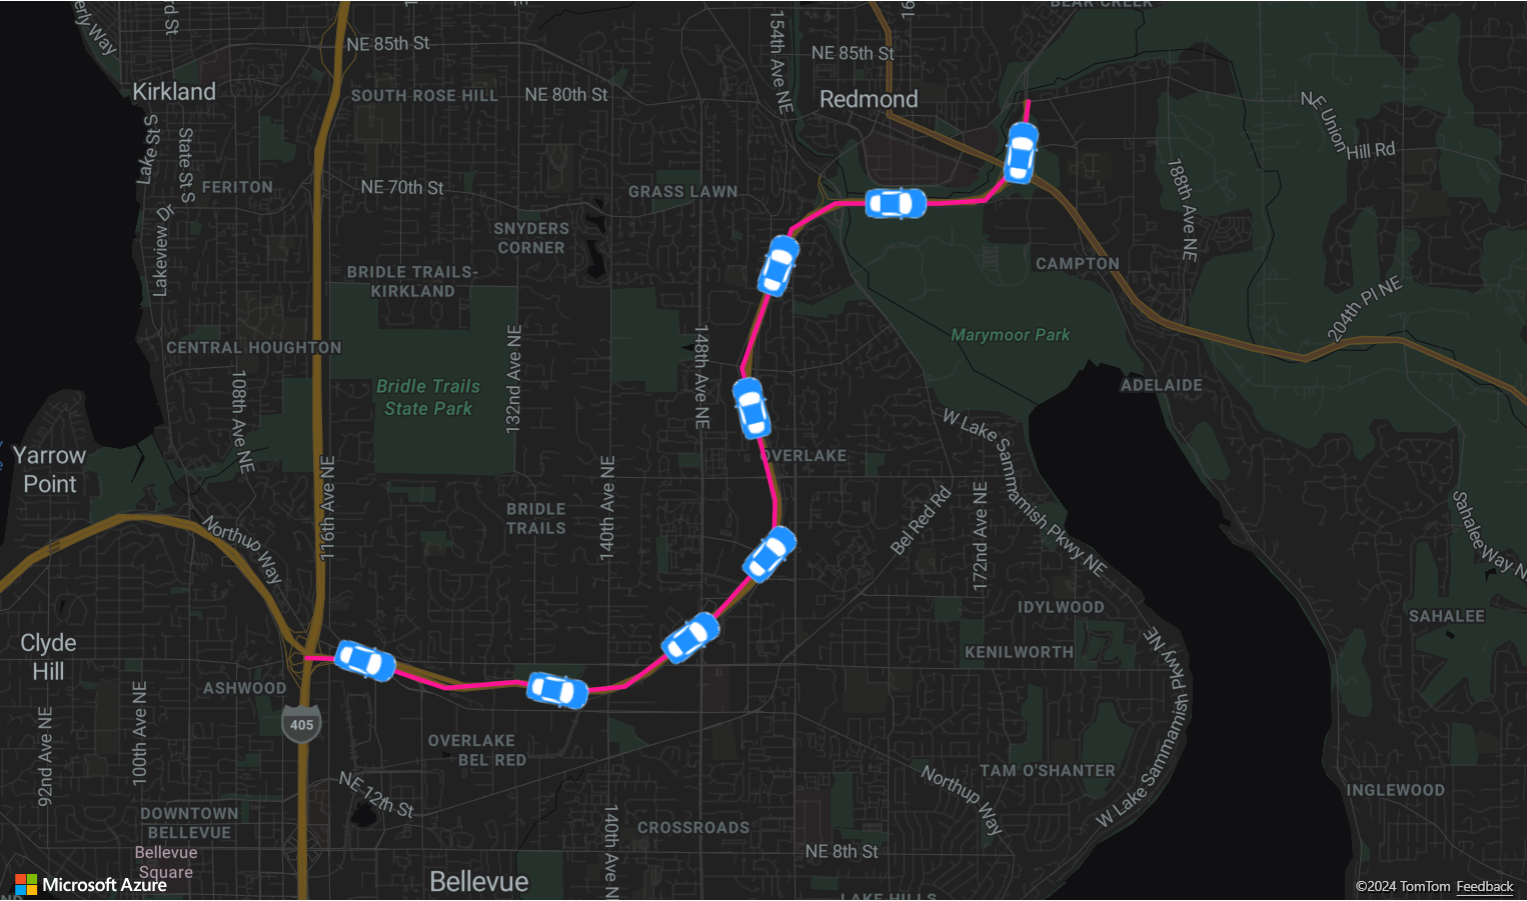 BEAR CREEK
NE 85th St
NE 85th St
154th Ave NE
Kirkland
SOUTH ROSE HILL
NE 80th St
Redmond
NE Union
Hill Rd
Lake St S
State St S
FERITON
NE 70th St
GRASS LAWN
188th Ave NE
Lakeview Dr
SNYDERS
CORNER
BRIDLE TRAILS-
KIRKLAND
CAMPTON
204th Pl NE
Marymoor Park
CENTRAL HOUGHTON
148th Ave NE
132nd Ave NE
108th Ave NE
Bridle Trails
State Park
ADELAIDE
W Lake Sammamish Pkwy NE
Yarrow
Point
OVERLAKE
116th Ave NE
140th Ave NE
BRIDLE
TRAILS
Bel Red Rd
172nd Ave NE
Sahalee Way N
Northup Way
IDYLWOOD
SAHALEE
Clyde
Hill
KENILWORTH
W Lake Sammamish Pkwy NE
ASHWOOD
405
92nd Ave NE
100th Ave NE
OVERLAKE
BEL RED
TAM O'SHANTER
NE 12th St
Northup Way
INGLEWOOD
DOWNTOWN
BELLEVUE
140th Ave N
CROSSROADS
Bellevue
Square
NE 8th St
Bellevue
Microsoft Azure
LAKE HILLS
©2024 TomTom Feedback